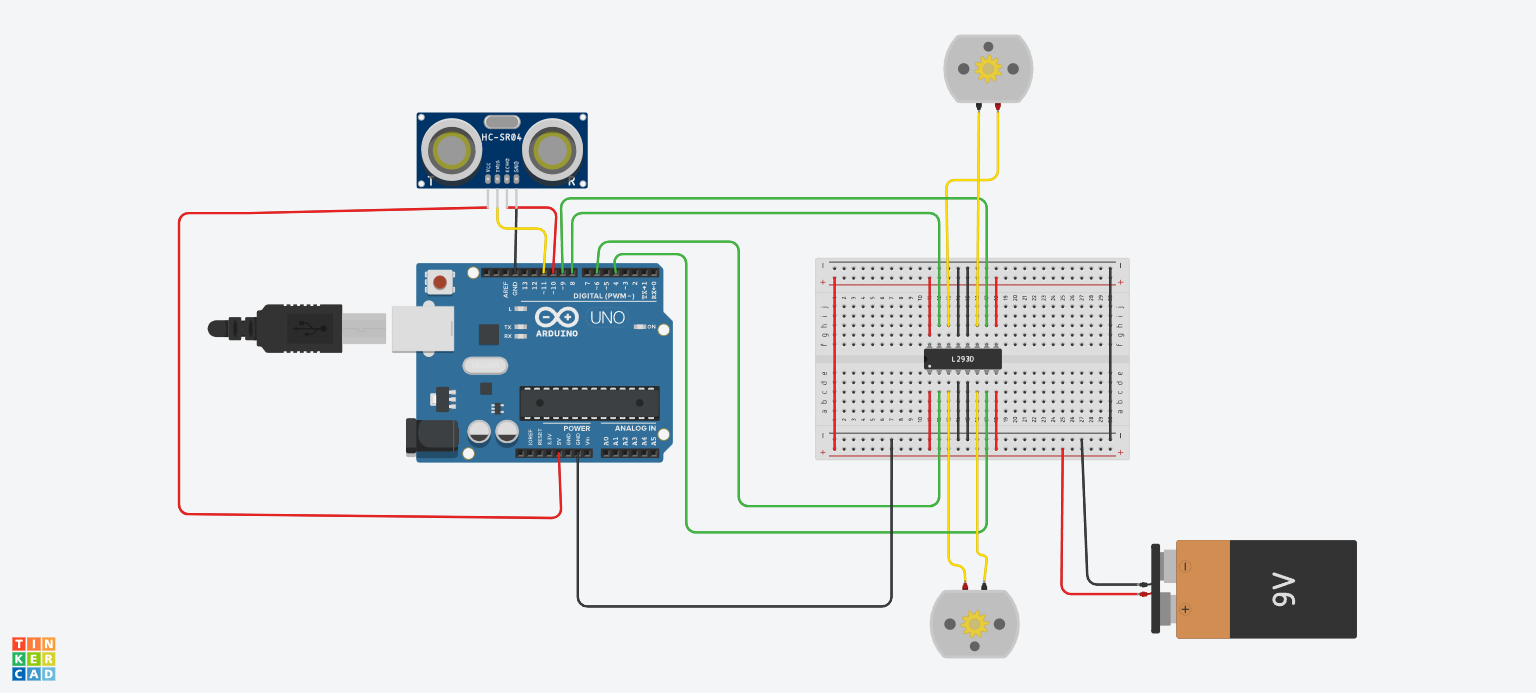 HC-SR04
VCC
TRIG
ECHO
GND
T
R
AREF
GND
13
12
~11
~10
~9
8
7
~6
~5
4
~3
2
TX→1
RX←0
DIGITAL (PWM~)
L
TX
RX
ARDUINO
UNO
ON
POWER
ANALOG IN
IOREF
RESET
3.3V
5V
GND
GND
Vin
A0
A1
A2
A3
A4
A5
L293D
9V
TIN
KER
CAD